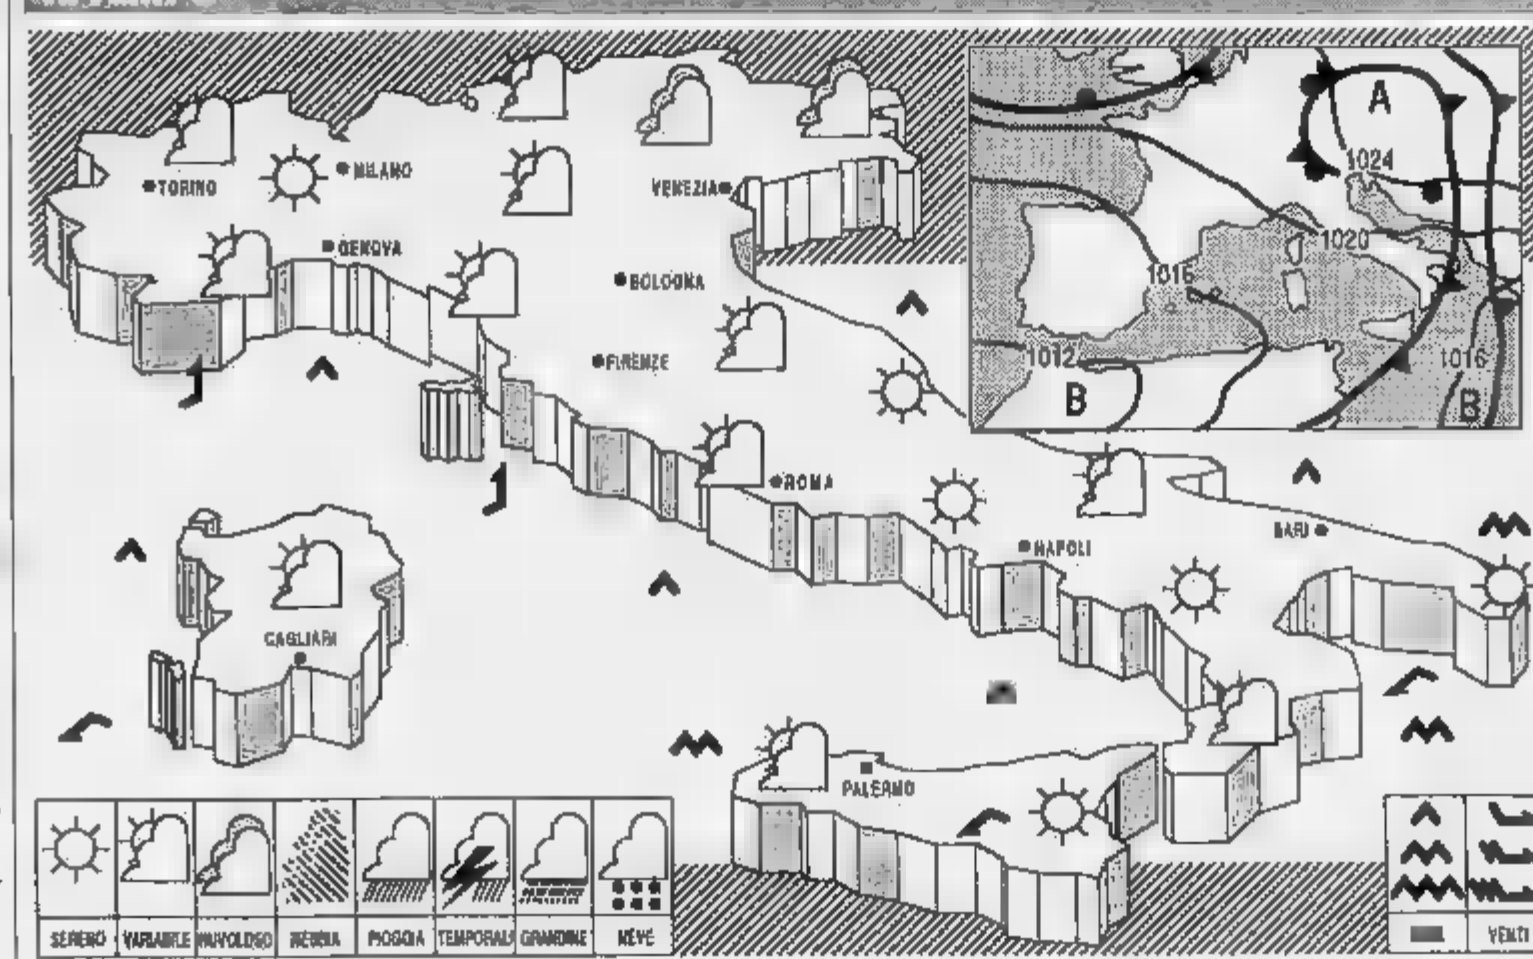 A
1024
TORINO
MILANO
VENEZIA
GENOVA
1020
1016
BOLOGNA
FIRENZE
1012
1016
B
B
ROMA
BARI
NAPOLI
CAGLIARI
PALERMO
SERENO
VARIABILE
NUVOLOSO
NEBBIA
PIOGGIA
TEMPORALI
GRANDINE
NEVE
VENTI